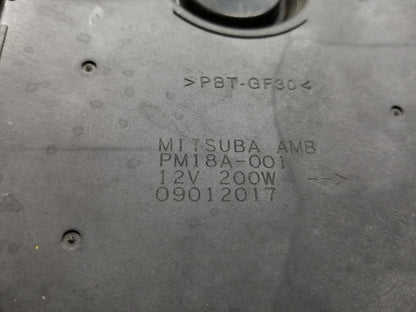 >PBT-GF30<
MITSUBA AMB
PM18A-001
12V 200W -->
09012017